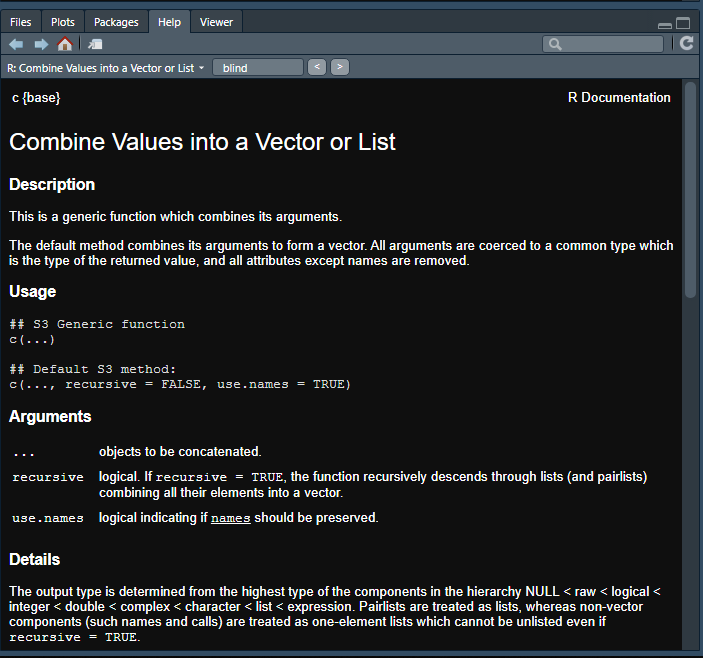 Files Plots Packages Help Viewer
R: Combine Values into a Vector or List blind < >
c {base} R Documentation
Combine Values into a Vector or List
Description
This is a generic function which combines its arguments.
The default method combines its arguments to form a vector. All arguments are coerced to a common type which
is the type of the returned value, and all attributes except names are removed.
Usage
## S3 Generic function
c(...)
## Default S3 method:
c(..., recursive = FALSE, use.names = TRUE)
Arguments
... objects to be concatenated.
recursive logical. If recursive = TRUE, the function recursively descends through lists (and pairlists)
combining all their elements into a vector.
use.names logical indicating if names should be preserved.
Details
The output type is determined from the highest type of the components in the hierarchy NULL < raw < logical <
integer < double < complex < character < list < expression. Pairlists are treated as lists, whereas non-vector
components (such names and calls) are treated as one-element lists which cannot be unlisted even if
recursive = TRUE.